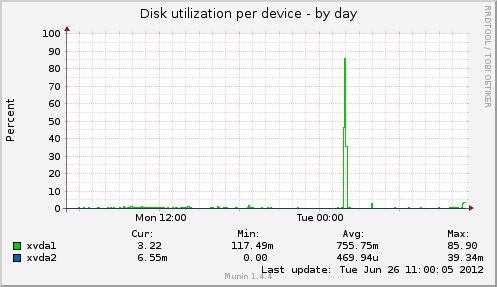 Disk utilization per device - by day
RRDTOOL / TOBI OETIKER
Percent
100
90
80
70
60
50
40
30
20
10
0
Mon 12:00 Tue 00:00
Cur: Min: Avg: Max:
xvda1 3.22 117.49m 755.75m 85.90
xvda2 6.55m 0.00 469.94u 39.34m
Last update: Tue Jun 26 11:00:05 2012
Munin 1.4.4